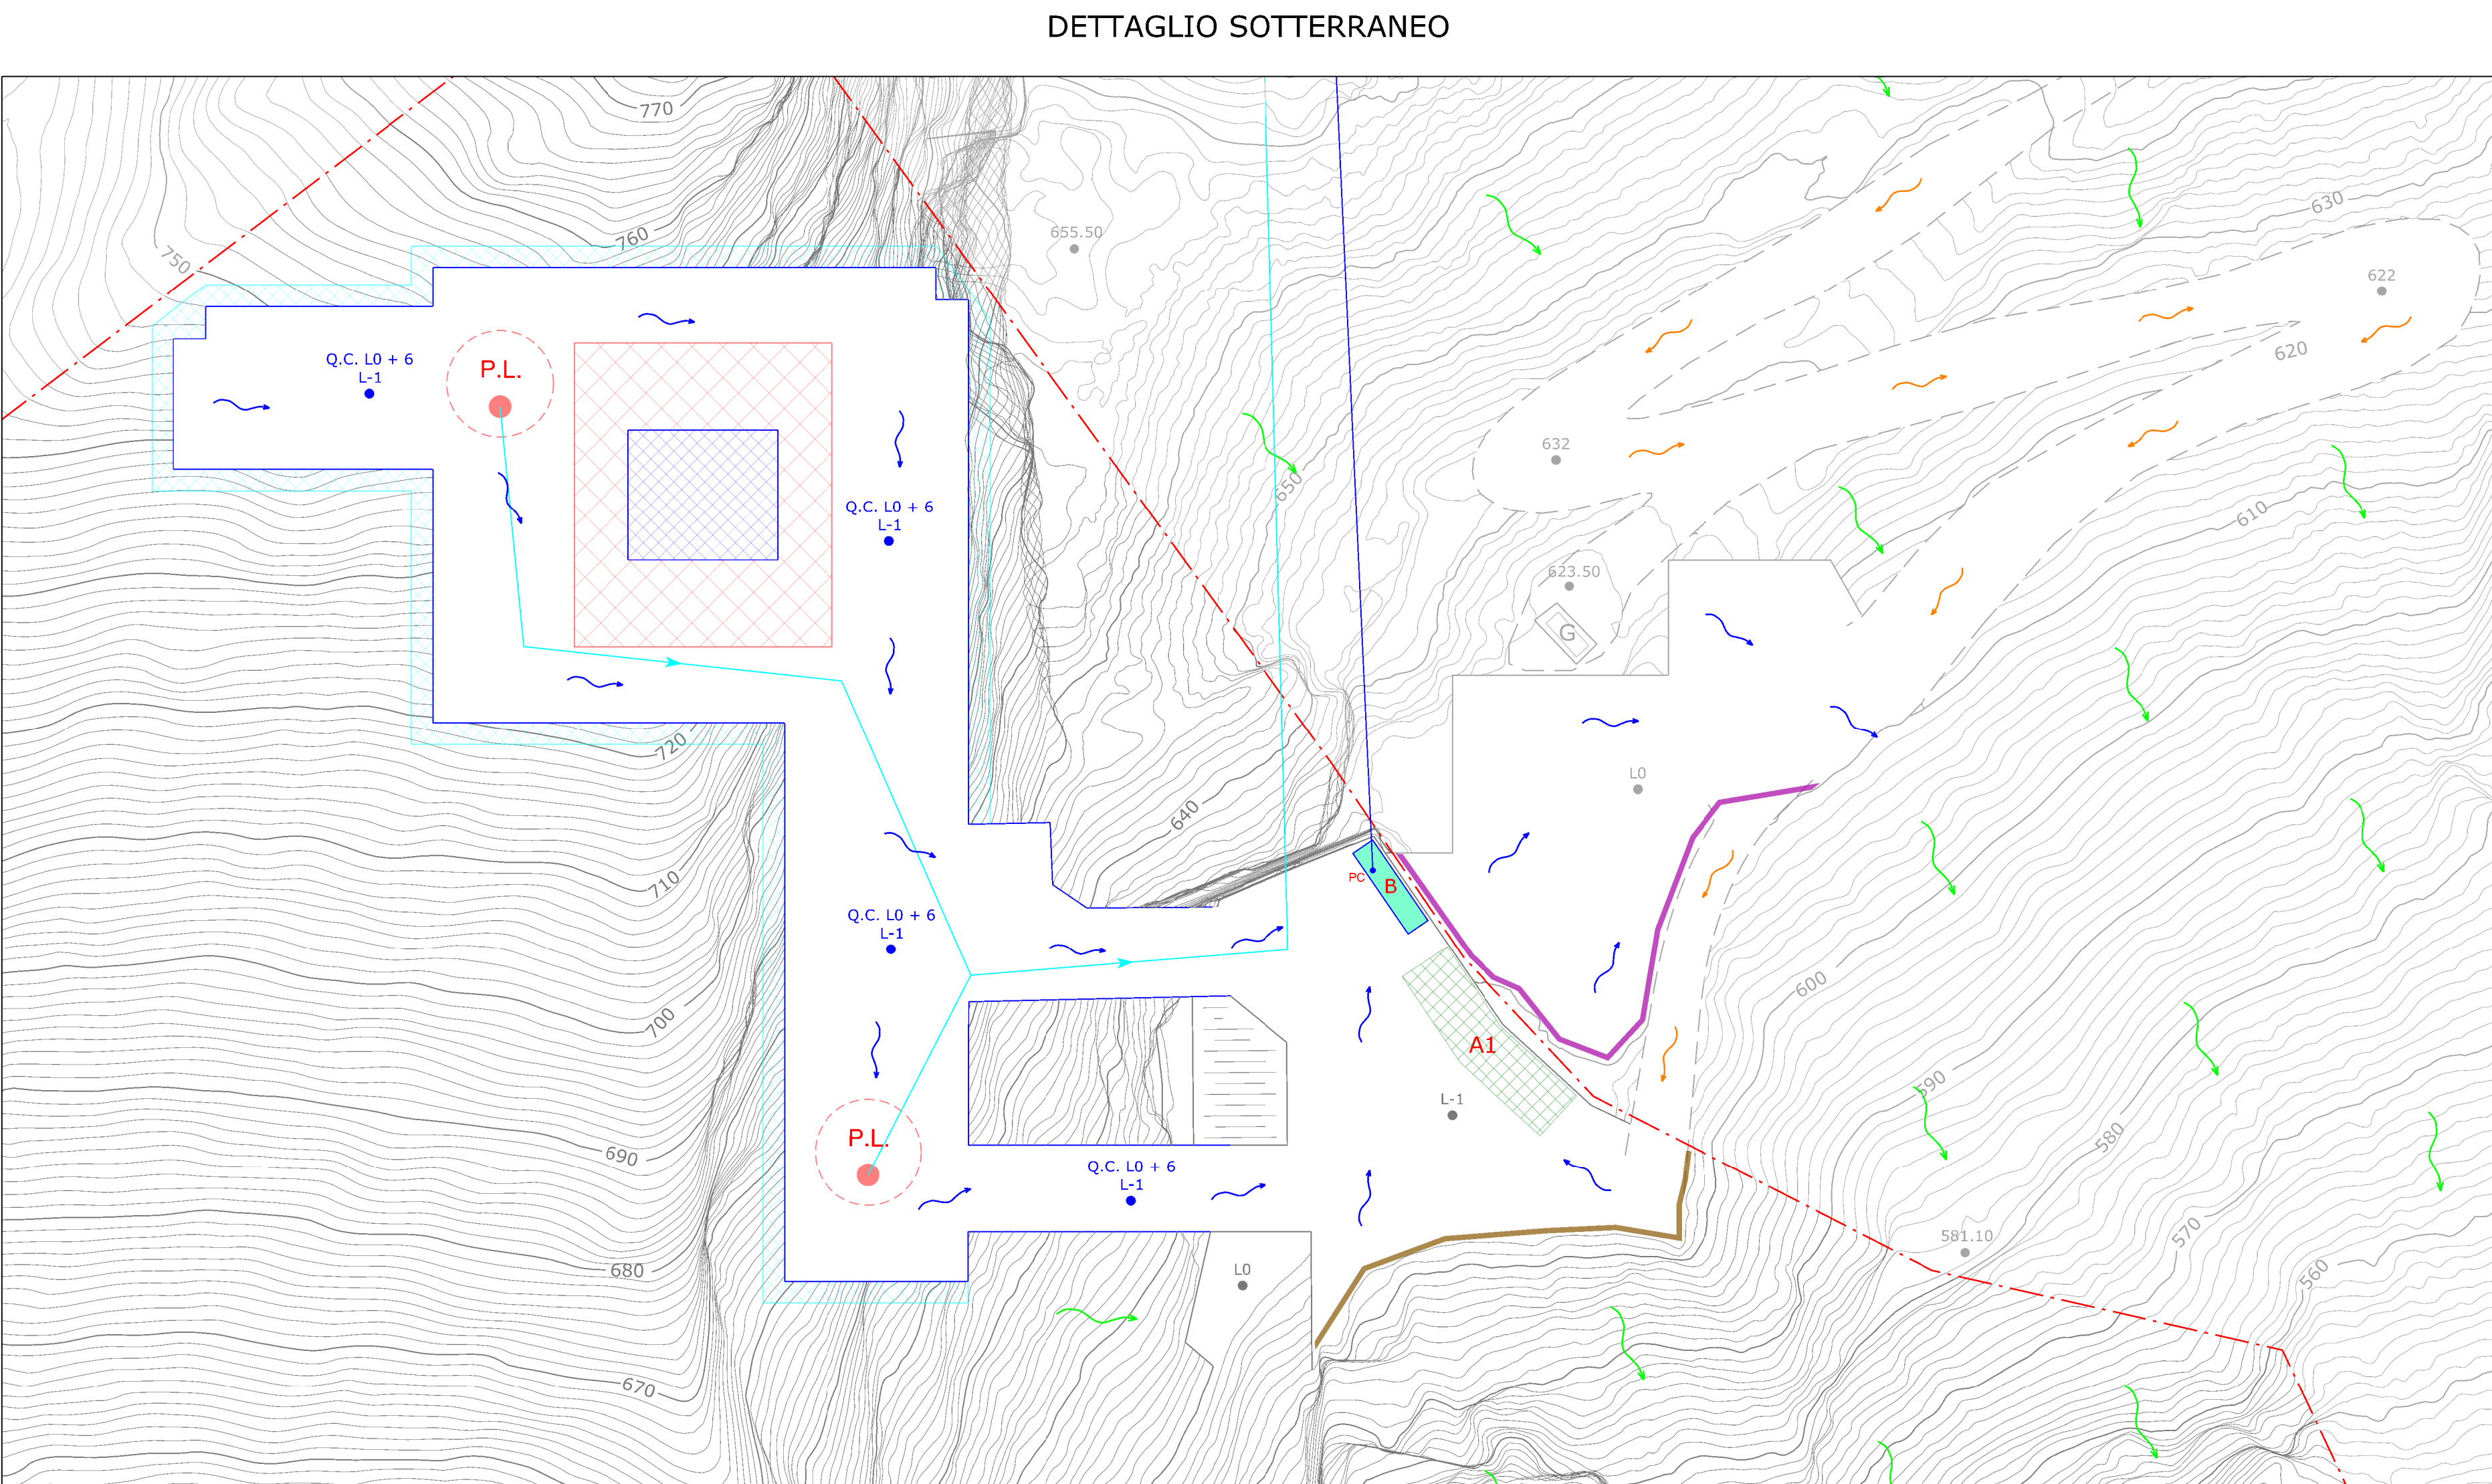 DETTAGLIO SOTTERRANEO
770
630
655.50
760
750
622
620
Q.C. L0 + 6
L-1
P.L.
632
650
Q.C. L0 + 6
L-1
610
623.50
G
720
L0
640
PC
B
710
Q.C. L0 + 6
L-1
600
700
A1
590
L-1
580
P.L.
690
Q.C. L0 + 6
L-1
570
581.10
680
L0
560
670